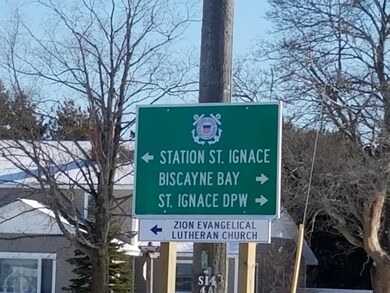 ← STATION ST. IGNACE
BISCAYNE BAY →
ST. IGNACE DPW →
← ZION EVANGELICAL
LUTHERAN CHURCH